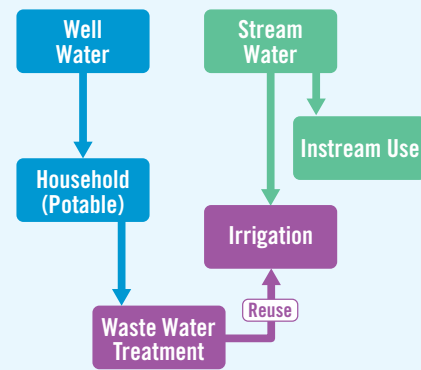 Well
Water
Stream
Water
Instream Use
Household
(Potable)
Irrigation
Reuse
Waste Water
Treatment